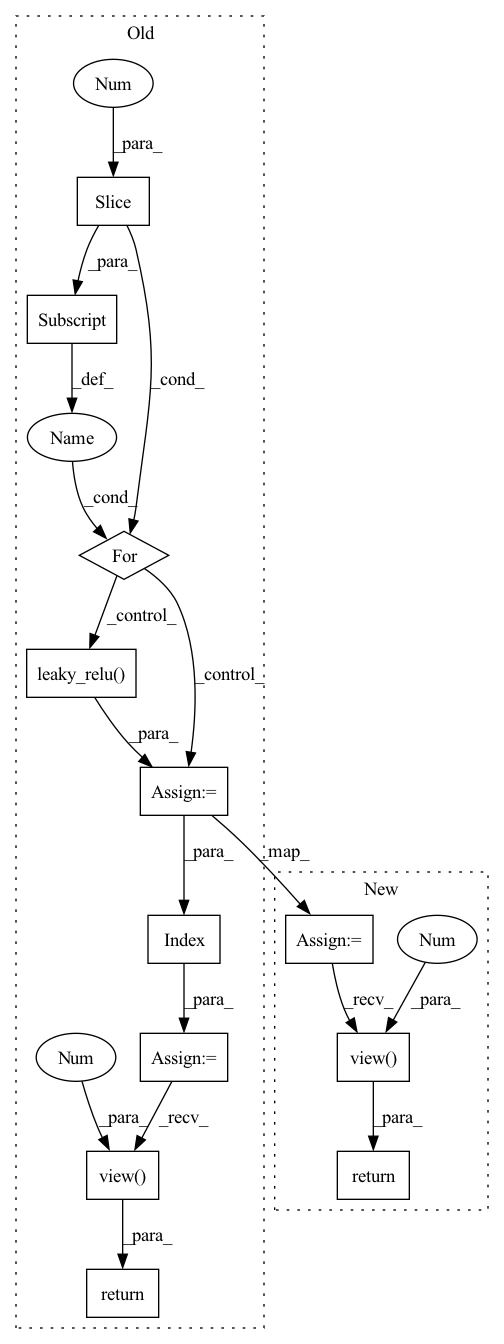 Old
Num
_para_
Slice
_para_
Subscript
_def_
_cond_
Name
_cond_
For
_control_
leaky_relu()
_control_
_para_
Assign:=
_para_
_map_
New
Index
Assign:=
Num
_para_
_recv_
_para_
Num
Assign:=
view()
_para_
_recv_
_para_
view()
return
_para_
return